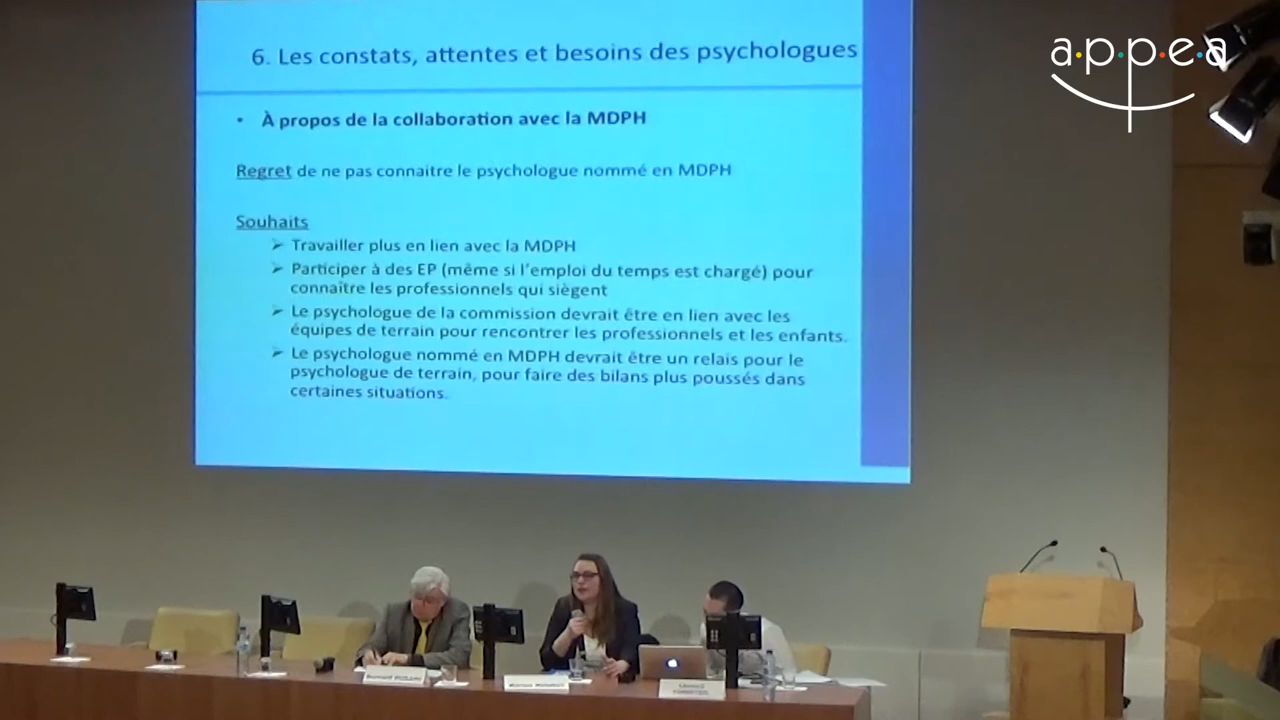 6. Les constats, attentes et besoins des psychologues
a.p.p.e.a
• À propos de la collaboration avec la MDPH
Regret de ne pas connaitre le psychologue nommé en MDPH
Souhaits
➢ Travailler plus en lien avec la MDPH
➢ Participer à des EP (même si l'emploi du temps est chargé) pour
connaître les professionnels qui siègent
➢ Le psychologue de la commission devrait être en lien avec les
équipes de terrain pour rencontrer les professionnels et les enfants.
➢ Le psychologue nommé en MDPH devrait être un relais pour le
psychologue de terrain, pour faire des bilans plus poussés dans
certaines situations.